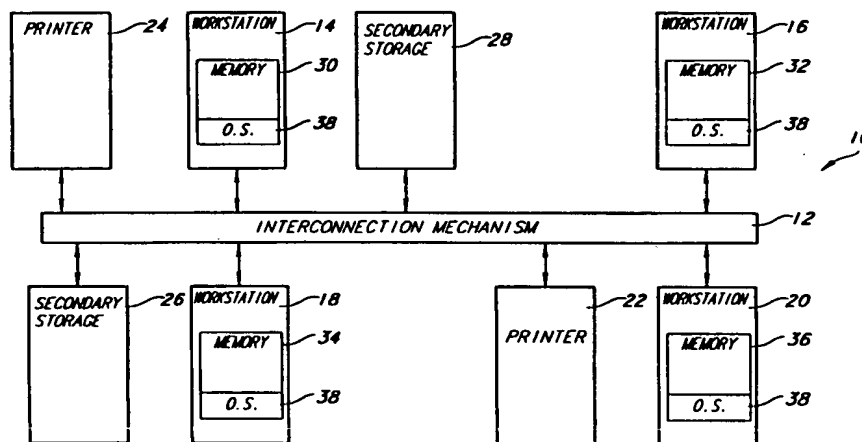 PRINTER 24
WORKSTATION 14
MEMORY 30
O.S. 38
SECONDARY
STORAGE 28
WORKSTATION 16
MEMORY 32
O.S. 38
INTERCONNECTION MECHANISM 12
SECONDARY
STORAGE 26
WORKSTATION 18
MEMORY 34
O.S. 38
PRINTER 22
WORKSTATION 20
MEMORY 36
O.S. 38